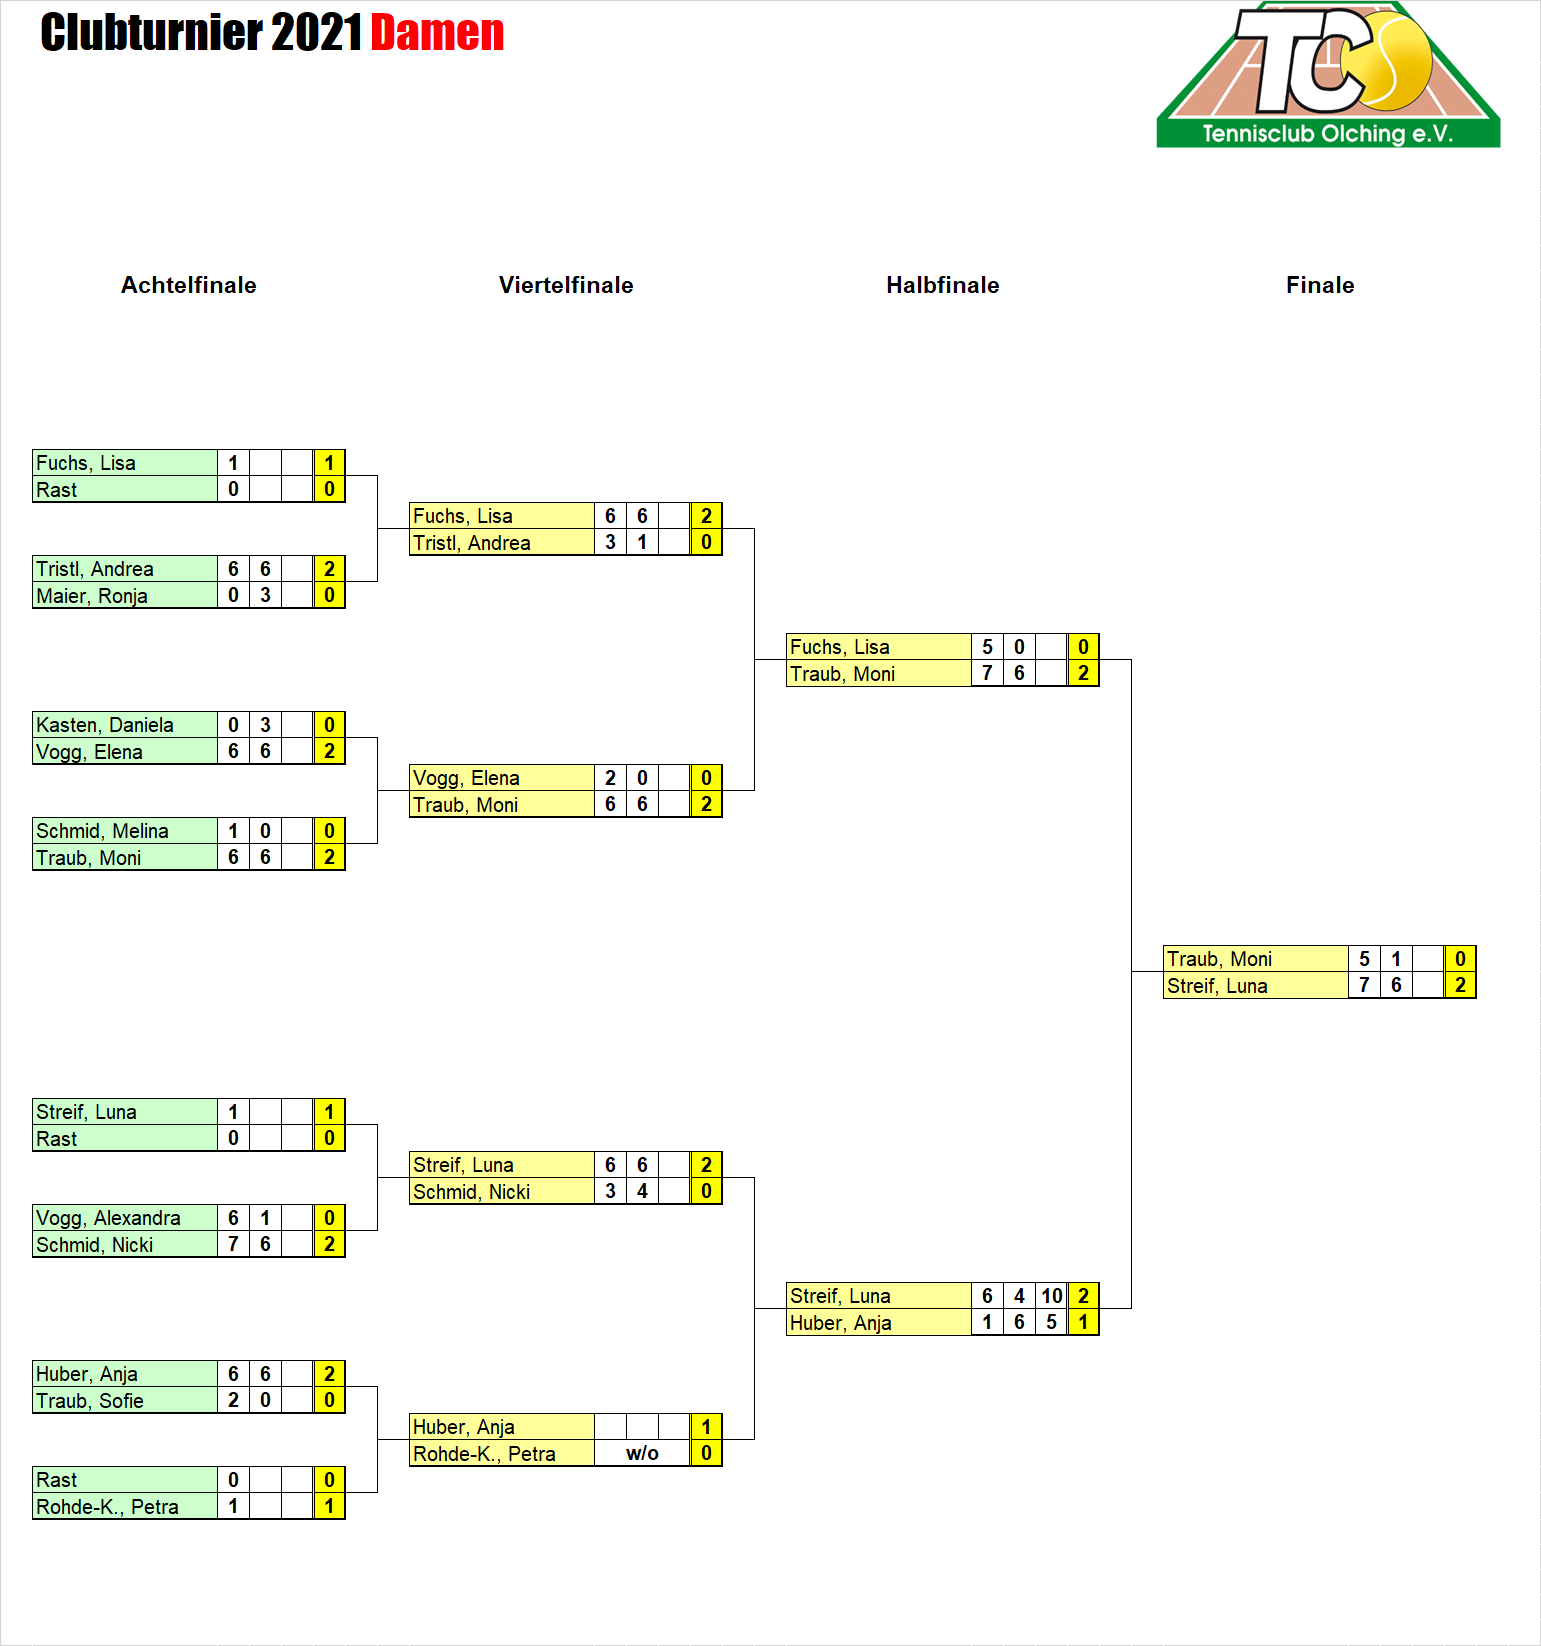 Clubturnier 2021 Damen
TC
Tennisclub Olching e.V.
Achtelfinale Viertelfinale Halbfinale Finale
Fuchs, Lisa 1 1
Rast 0 0
Tristl, Andrea 6 6 2
Maier, Ronja 0 3 0
Kasten, Daniela 0 3 0
Vogg, Elena 6 6 2
Schmid, Melina 1 0 0
Traub, Moni 6 6 2
Streif, Luna 1 1
Rast 0 0
Vogg, Alexandra 6 1 0
Schmid, Nicki 7 6 2
Huber, Anja 6 6 2
Traub, Sofie 2 0 0
Rast 0 0
Rohde-K., Petra 1 1
Fuchs, Lisa 6 6 2
Tristl, Andrea 3 1 0
Vogg, Elena 2 0 0
Traub, Moni 6 6 2
Streif, Luna 6 6 2
Schmid, Nicki 3 4 0
Huber, Anja 1
Rohde-K., Petra w/o 0
Fuchs, Lisa 5 0 0
Traub, Moni 7 6 2
Streif, Luna 6 4 10 2
Huber, Anja 1 6 5 1
Traub, Moni 5 1 0
Streif, Luna 7 6 2